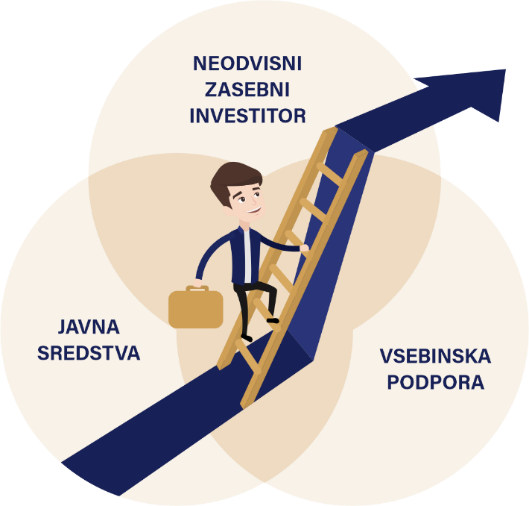 NEODVISNI
ZASEBNI
INVESTITOR
JAVNA
SREDSTVA
VSEBINSKA
PODPORA